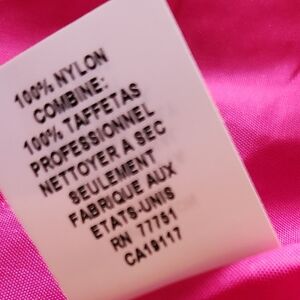 100% NYLON
COMBINE:
100% TAFFETAS
PROFESSIONNEL
NETTOYER A SEC
SEULEMENT
FABRIQUE AUX
ETATS-UNIS
RN 77751
CA19117